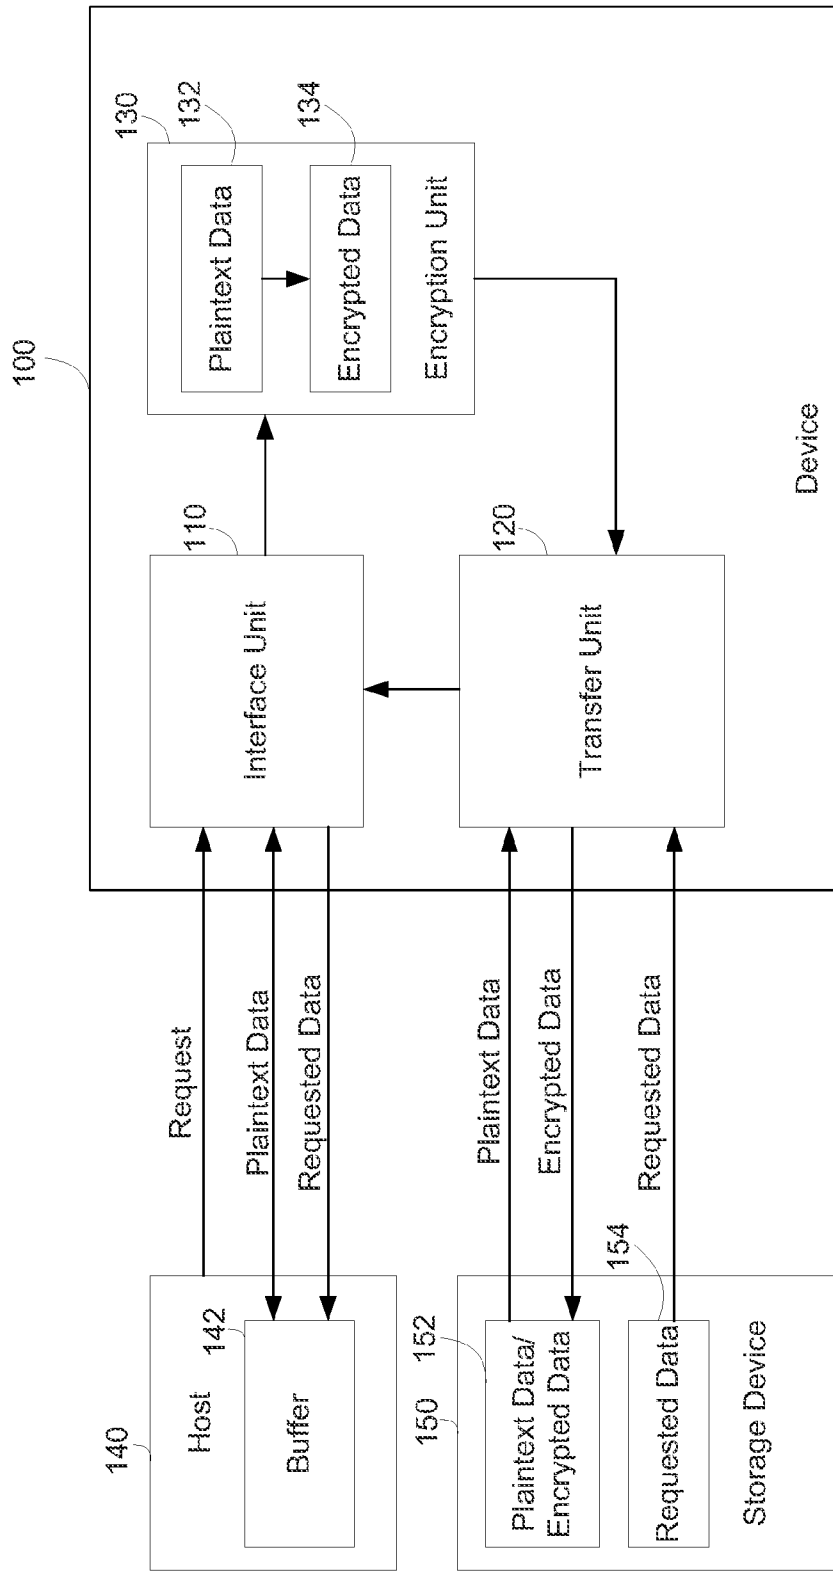 100
130
132
Plaintext Data
134
Encrypted Data
Encryption Unit
110
Interface Unit
120
Transfer Unit
Device
Request
Plaintext Data
Requested Data
Plaintext Data
Encrypted Data
Requested Data
140
Host
142
Buffer
150
152
Plaintext Data/
Encrypted Data
154
Requested Data
Storage Device